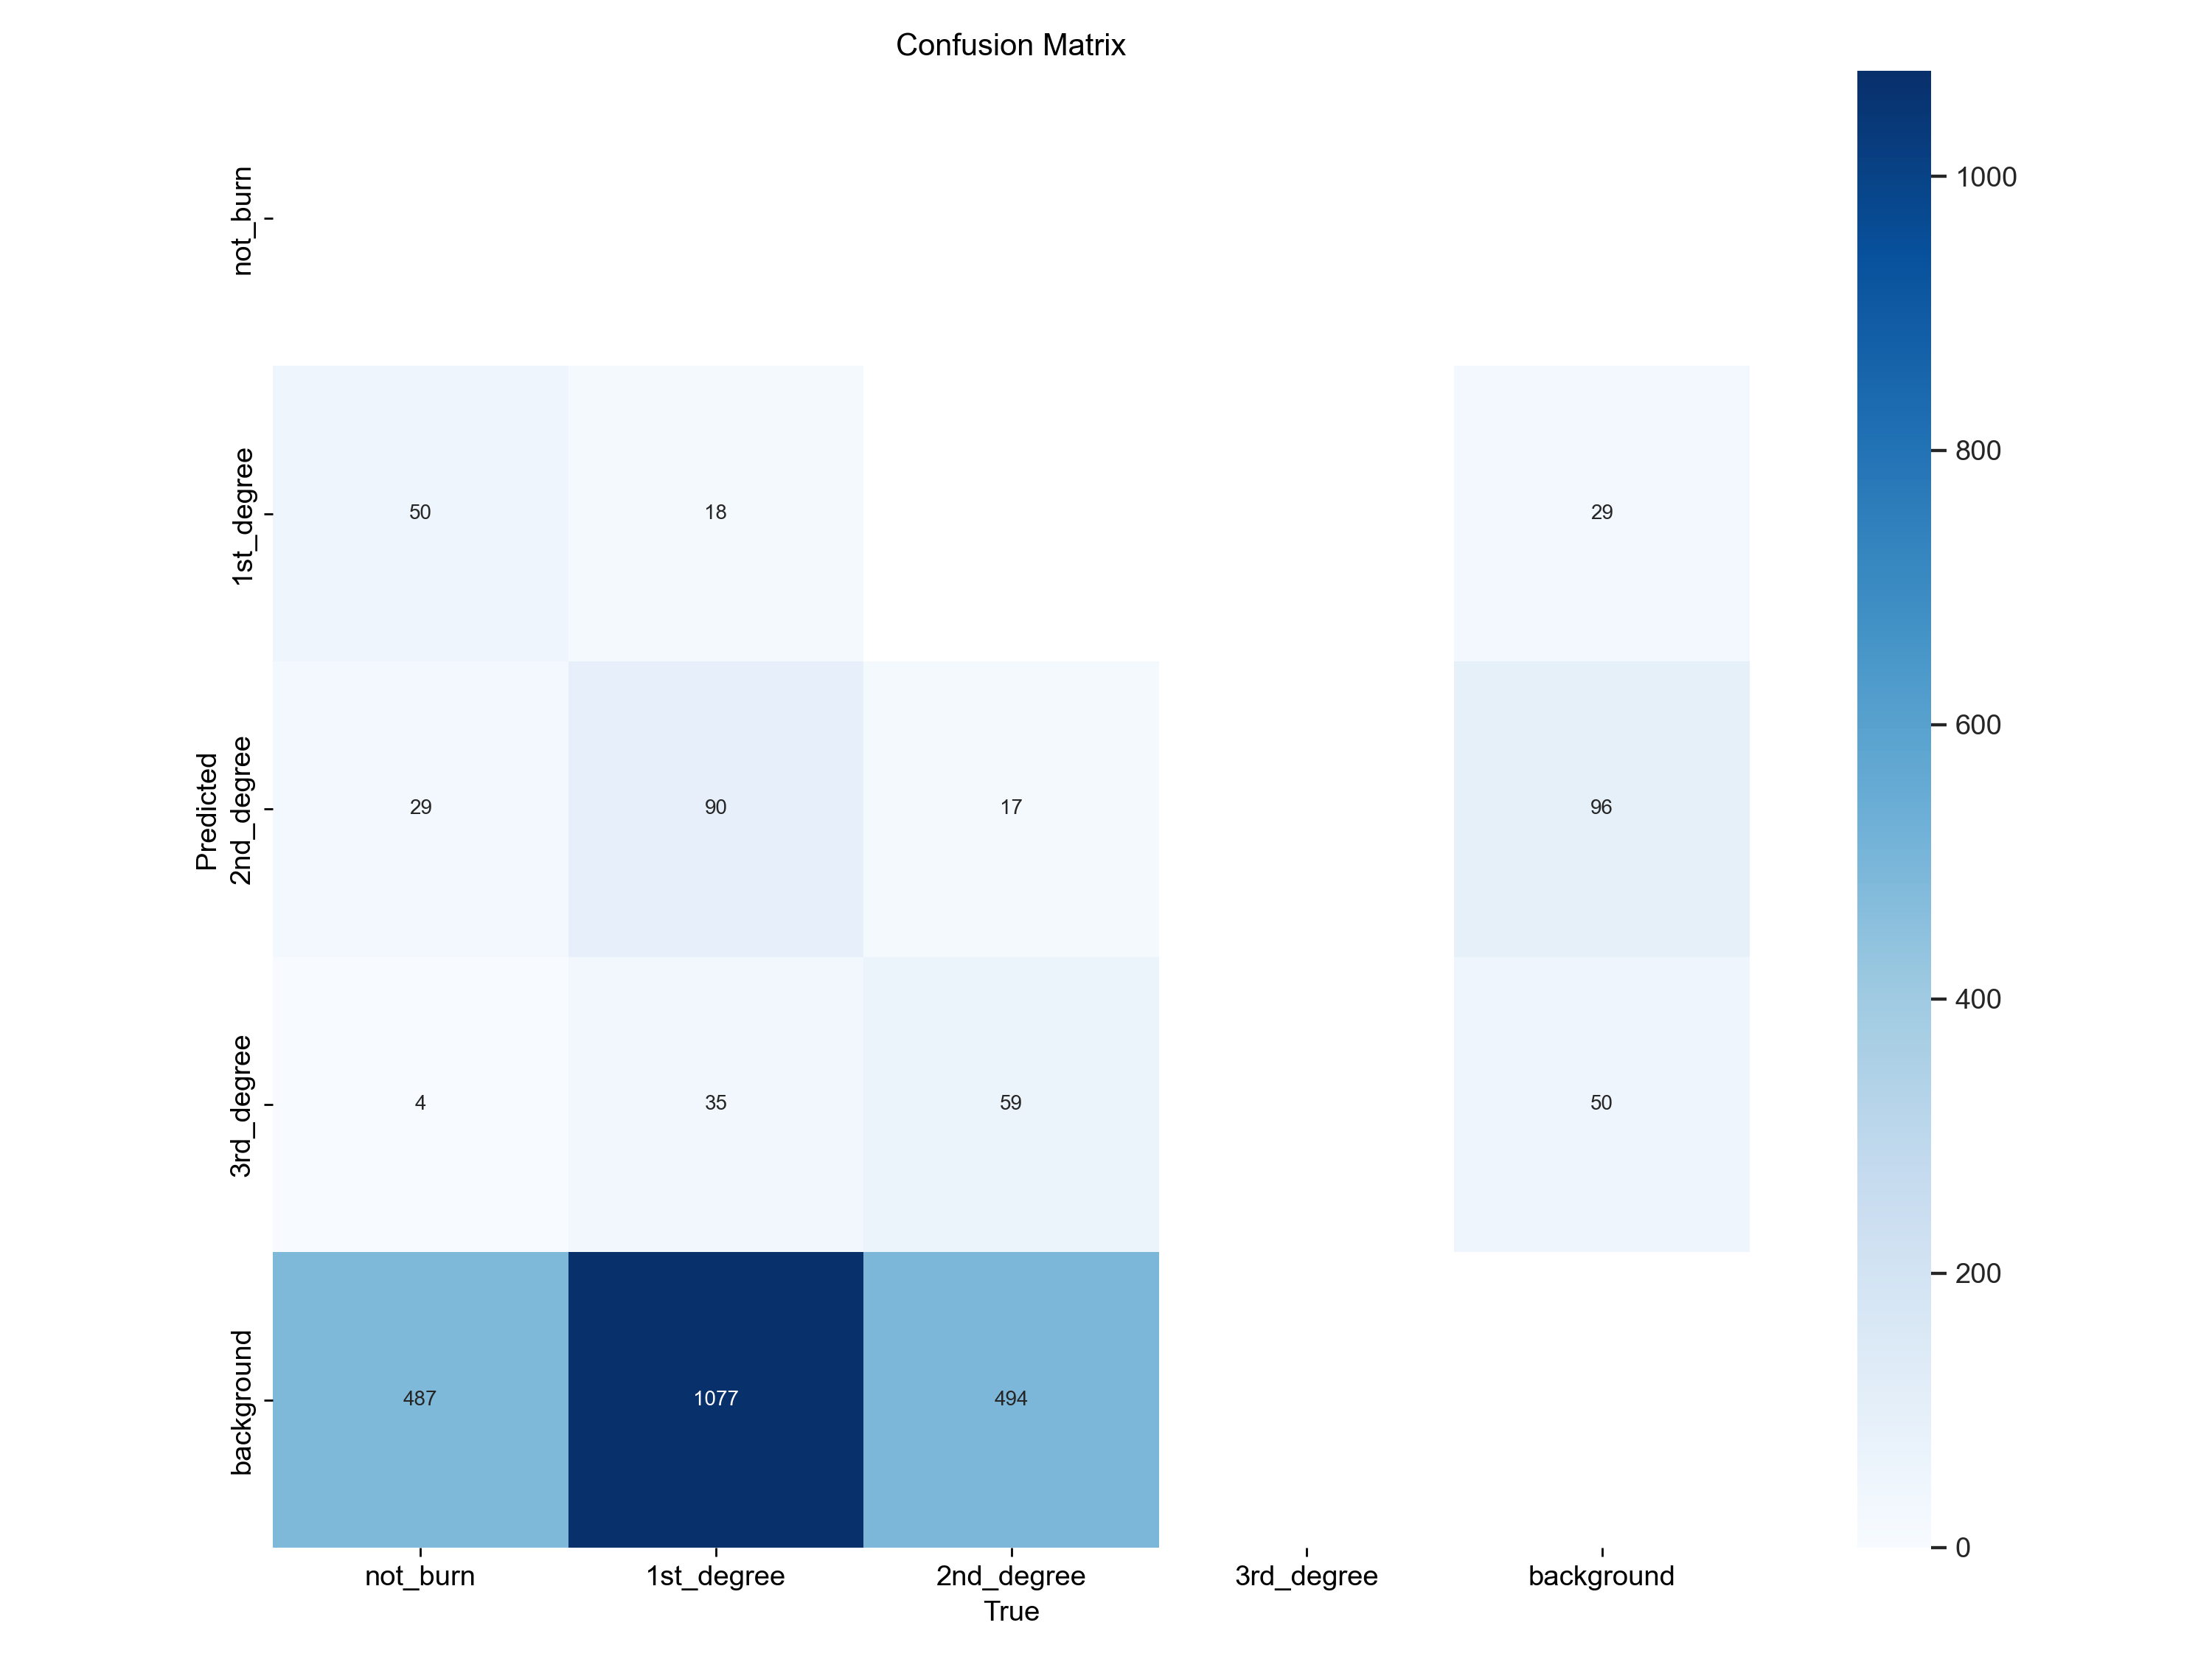 Confusion Matrix
not_burn
1st_degree
2nd_degree
3rd_degree
background
Predicted
50 18 29
29 90 17 96
4 35 59 50
487 1077 494
not_burn 1st_degree 2nd_degree 3rd_degree background
True
1000
800
600
400
200
0